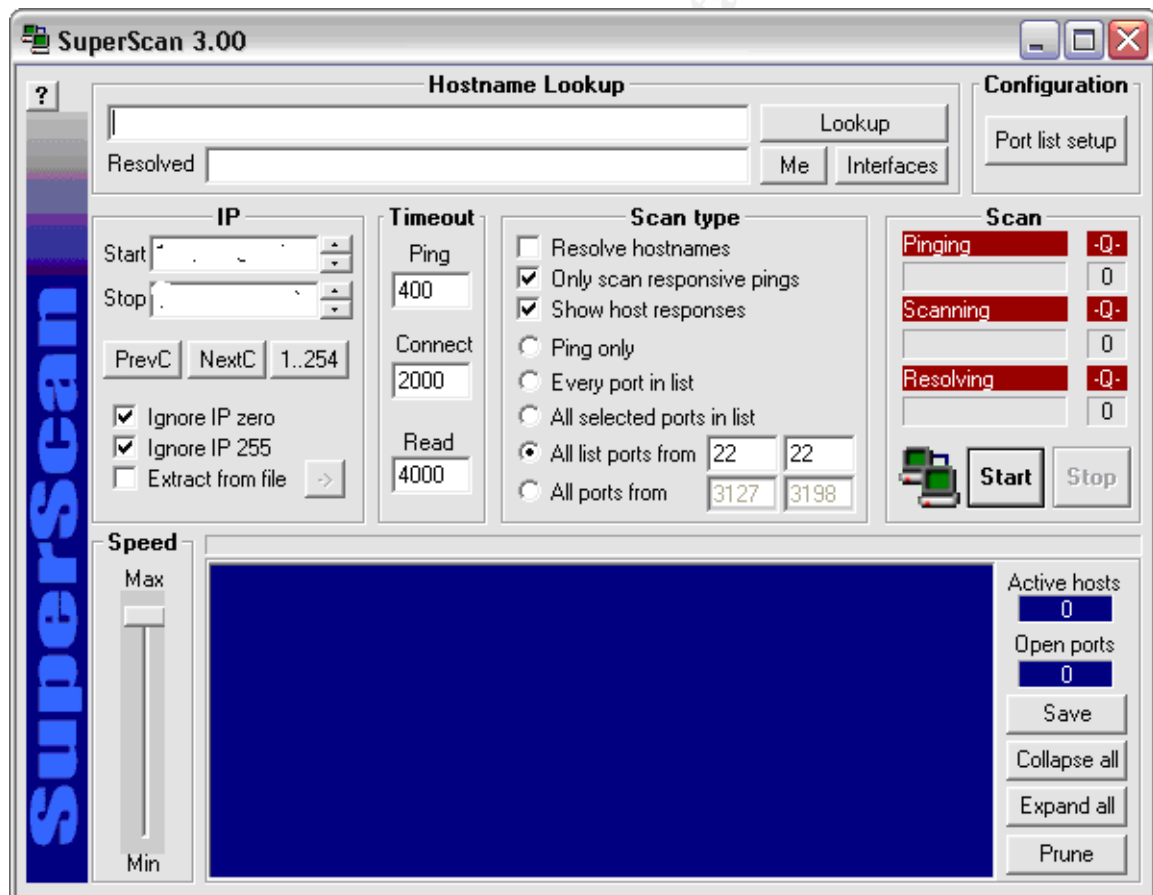 SuperScan 3.00
?
Hostname Lookup
Lookup
Resolved
Me
Interfaces
Configuration
Port list setup
IP
Start
Stop
PrevC
NextC
1..254
Ignore IP zero
Ignore IP 255
Extract from file
->
Timeout
Ping
400
Connect
2000
Read
4000
Scan type
Resolve hostnames
Only scan responsive pings
Show host responses
Ping only
Every port in list
All selected ports in list
All list ports from 22 22
All ports from 3127 3198
Scan
Pinging -Q-
0
Scanning -Q-
0
Resolving -Q-
0
Start
Stop
SuperScan
Speed
Max
Min
Active hosts
0
Open ports
0
Save
Collapse all
Expand all
Prune